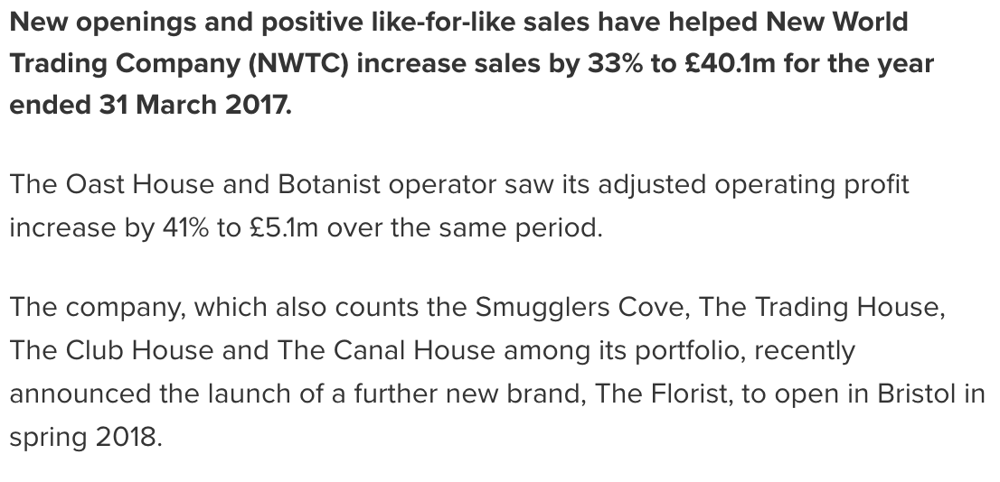 New openings and positive like-for-like sales have helped New World
Trading Company (NWTC) increase sales by 33% to £40.1m for the year
ended 31 March 2017.
The Oast House and Botanist operator saw its adjusted operating profit
increase by 41% to £5.1m over the same period.
The company, which also counts the Smugglers Cove, The Trading House,
The Club House and The Canal House among its portfolio, recently
announced the launch of a further new brand, The Florist, to open in Bristol in
spring 2018.